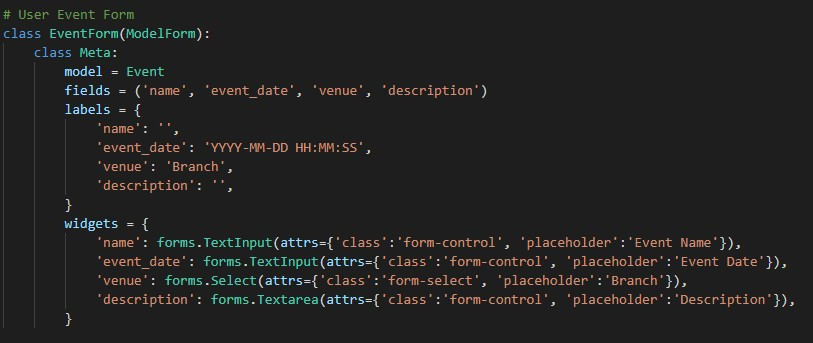 # User Event Form
class EventForm(ModelForm):
    class Meta:
        model = Event
        fields = ('name', 'event_date', 'venue', 'description')
        labels = {
            'name': '',
            'event_date': 'YYYY-MM-DD HH:MM:SS',
            'venue': 'Branch',
            'description': '',
        }
        widgets = {
            'name': forms.TextInput(attrs={'class':'form-control', 'placeholder':'Event Name'}),
            'event_date': forms.TextInput(attrs={'class':'form-control', 'placeholder':'Event Date'}),
            'venue': forms.Select(attrs={'class':'form-select', 'placeholder':'Branch'}),
            'description': forms.Textarea(attrs={'class':'form-control', 'placeholder':'Description'}),
        }